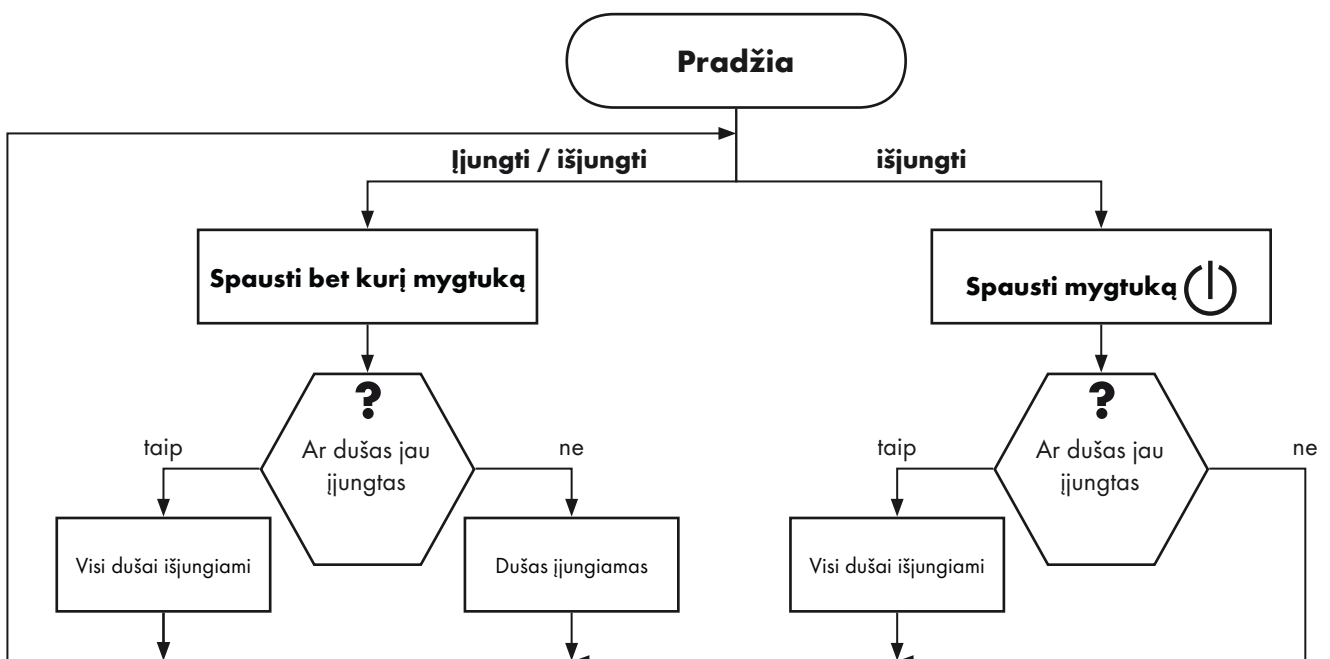 Pradžia
Įjungti / išjungti
išjungti
Spausti bet kurį mygtuką
Spausti mygtuką
?
Ar dušas jau
įjungtas
taip
ne
?
Ar dušas jau
įjungtas
taip
ne
Visi dušai išjungiami
Dušas įjungiamas
Visi dušai išjungiami